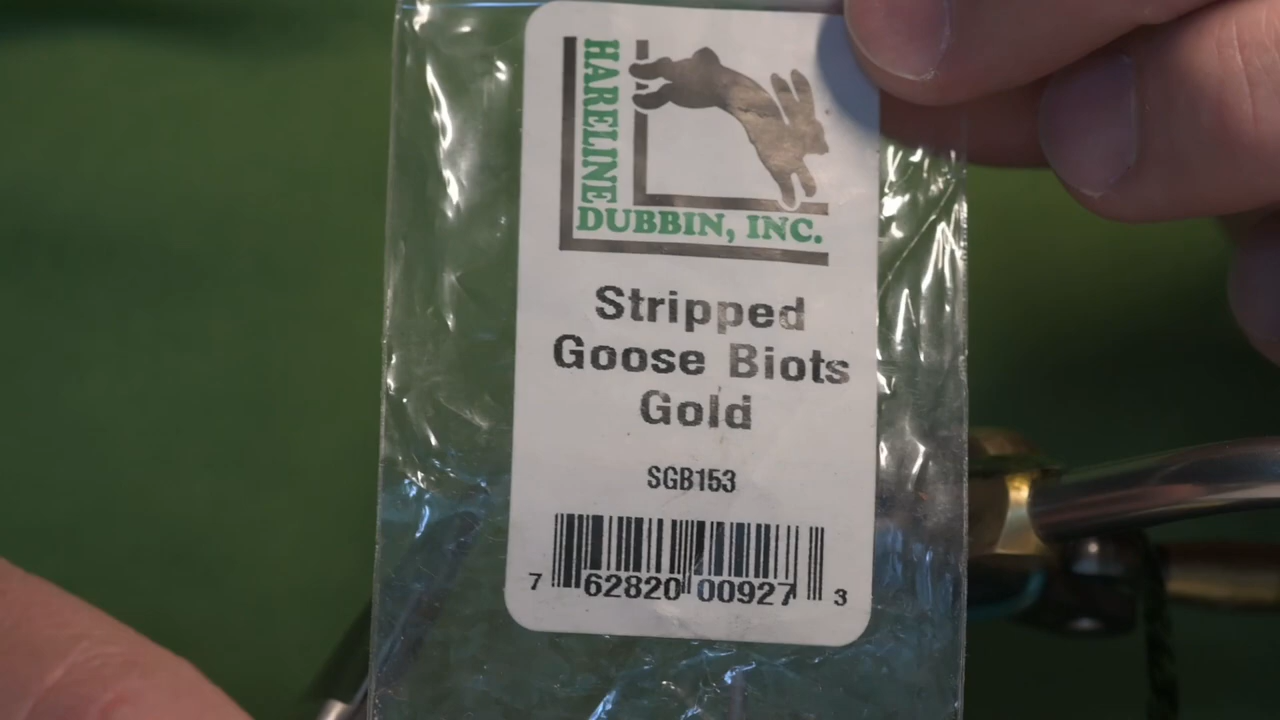 HARELINE
DUBBIN, INC.
Stripped
Goose Biots
Gold
SGB153
7 62820 00927 3